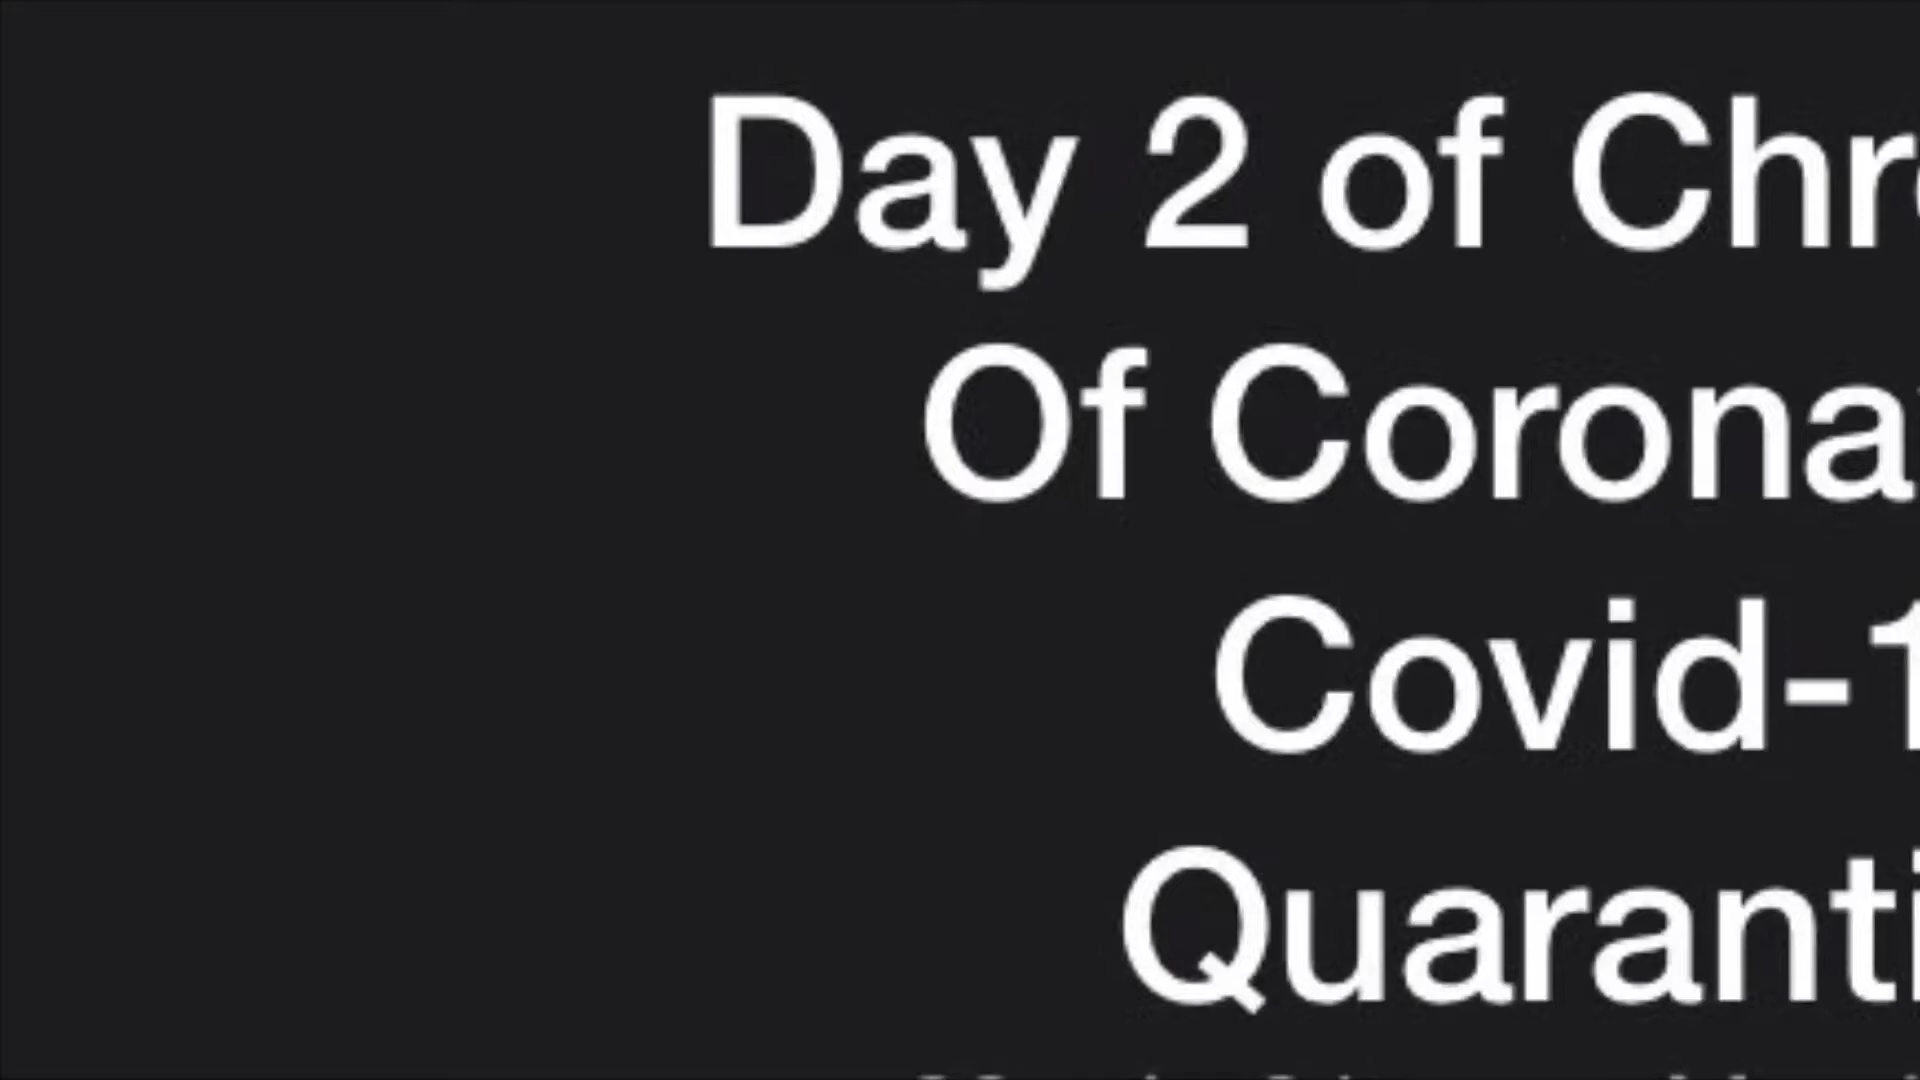 Day 2 of Chr
Of Corona
Covid-1
Quaranti